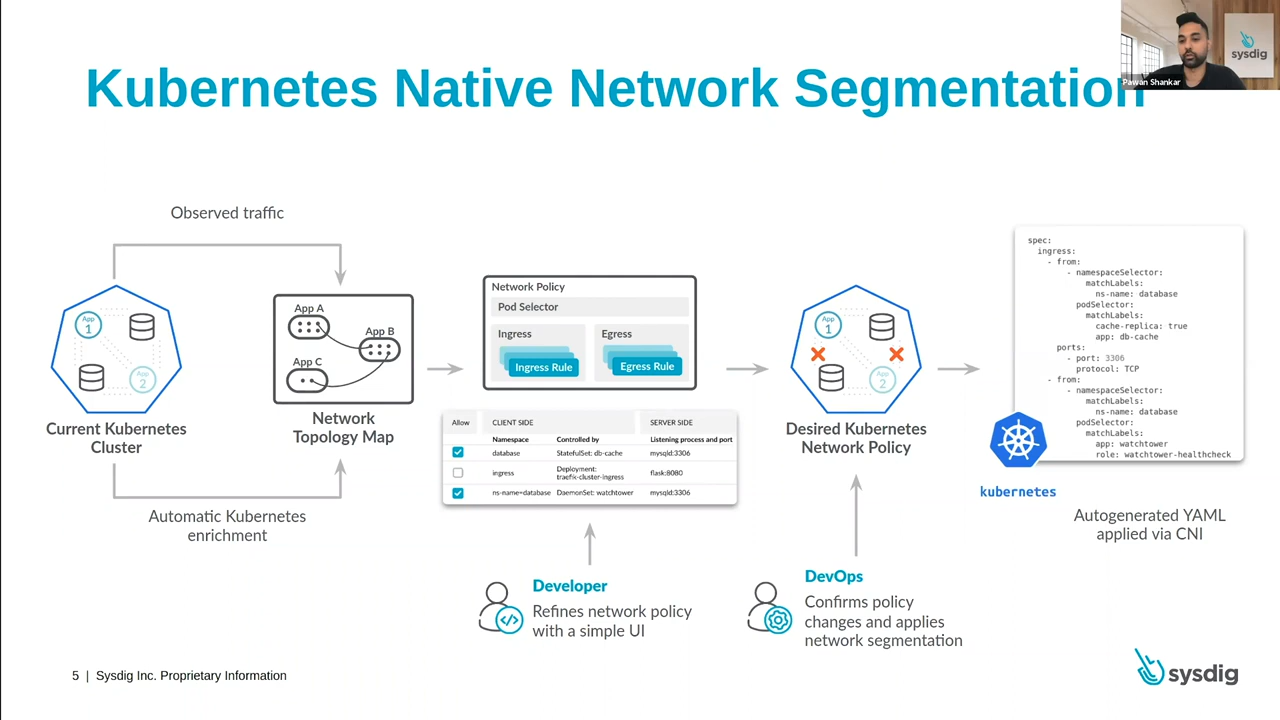 Kubernetes Native Network Segmentation
sysdig
Pawan Shankar
Observed traffic
App
1
App
2
Current Kubernetes
Cluster
Automatic Kubernetes
enrichment
App A
App B
App C
Network
Topology Map
Network Policy
Pod Selector
Ingress
Ingress Rule
Egress
Egress Rule
Allow CLIENT SIDE SERVER SIDE
Namespace Controlled by Listening process and port
database StatefulSet: db-cache mysqld:3306
ingress Deployment: traefik-cluster-ingress flask:8080
ns-name=database DaemonSet: watchtower mysqld:3306
Developer
Refines network policy
with a simple UI
App
1
App
2
Desired Kubernetes
Network Policy
DevOps
Confirms policy
changes and applies
network segmentation
spec:
ingress:
- from:
- namespaceSelector:
matchLabels:
ns-name: database
podSelector:
matchLabels:
cache-replica: true
app: db-cache
ports:
- port: 3306
protocol: TCP
- from:
- namespaceSelector:
matchLabels:
ns-name: database
podSelector:
matchLabels:
app: watchtower
role: watchtower-healthcheck
kubernetes
Autogenerated YAML
applied via CNI
5 | Sysdig Inc. Proprietary Information
sysdig